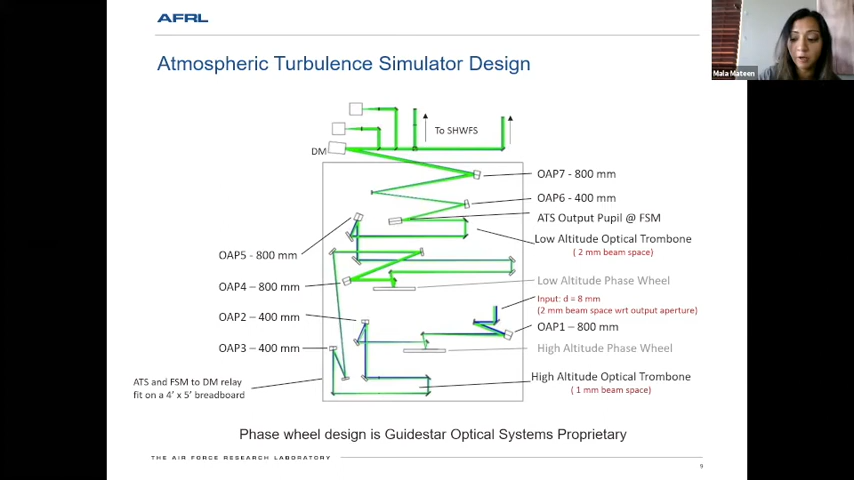 AFRL
Mala Mateen
Atmospheric Turbulence Simulator Design
To SHWFS
DM
OAP7 - 800 mm
OAP6 - 400 mm
ATS Output Pupil @ FSM
Low Altitude Optical Trombone
( 2 mm beam space)
OAP5 - 800 mm
OAP4 – 800 mm
Low Altitude Phase Wheel
Input: d = 8 mm
(2 mm beam space wrt output aperture)
OAP2 – 400 mm
OAP1 – 800 mm
OAP3 – 400 mm
High Altitude Phase Wheel
High Altitude Optical Trombone
( 1 mm beam space)
ATS and FSM to DM relay
fit on a 4' x 5' breadboard
Phase wheel design is Guidestar Optical Systems Proprietary
THE AIR FORCE RESEARCH LABORATORY
9